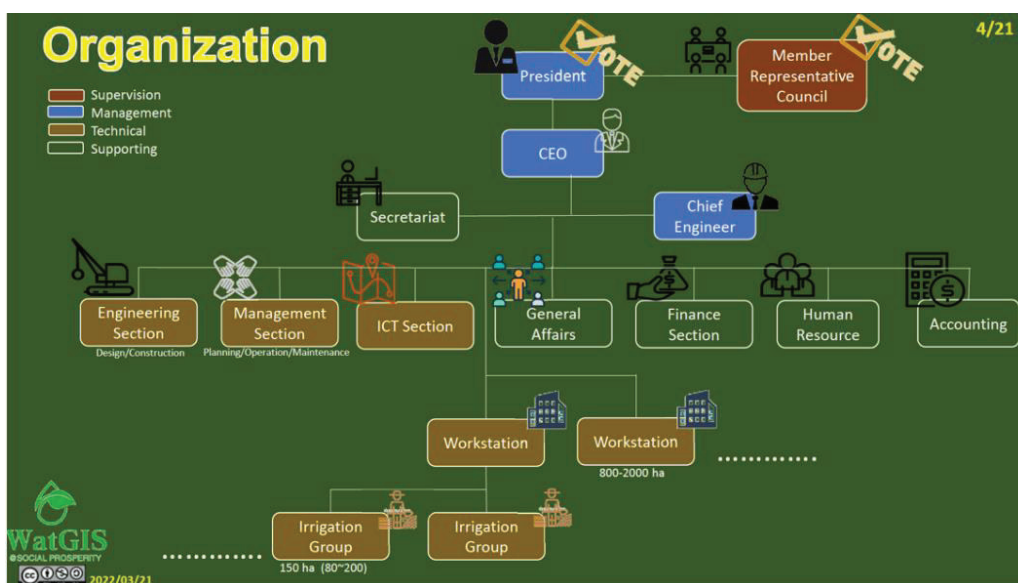 Organization
4/21
Supervision
Management
Technical
Supporting
President
VOTE
Member
Representative
Council
VOTE
CEO
Secretariat
Chief
Engineer
Engineering
Section
Design/Construction
Management
Section
Planning/Operation/Maintenance
ICT Section
General
Affairs
Finance
Section
Human
Resource
Accounting
Workstation
Workstation
800-2000 ha
...............
Irrigation
Group
150 ha (80~200)
Irrigation
Group
...............
WatGIS
@SOCIAL PROSPERITY
2022/03/21